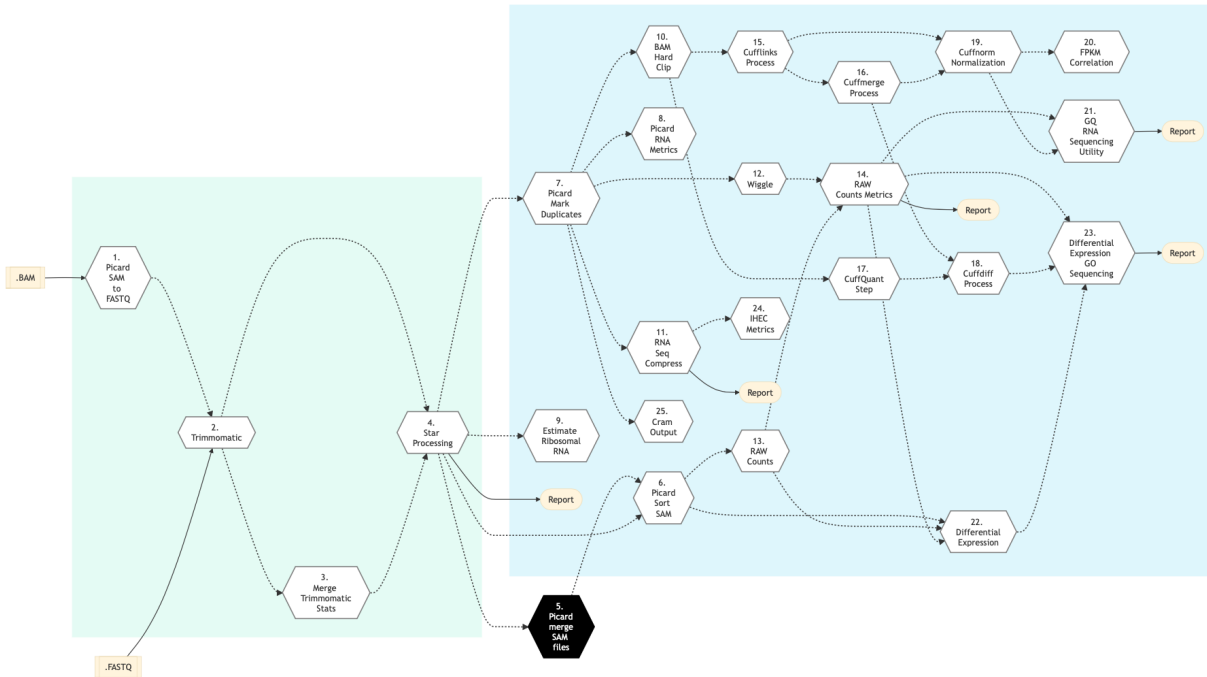 .BAM
.FASTQ
1.
Picard
SAM
to
FASTQ
2.
Trimmomatic
3.
Merge
Trimmomatic
Stats
4.
Star
Processing
Report
5.
Picard
merge
SAM
files
6.
Picard
Sort
SAM
7.
Picard
Mark
Duplicates
8.
Picard
RNA
Metrics
9.
Estimate
Ribosomal
RNA
10.
BAM
Hard
Clip
11.
RNA
Seq
Compress
Report
12.
Wiggle
13.
RAW
Counts
14.
RAW
Counts Metrics
Report
15.
Cufflinks
Process
16.
Cuffmerge
Process
17.
CuffQuant
Step
18.
Cuffdiff
Process
19.
Cuffnorm
Normalization
20.
FPKM
Correlation
21.
GQ
RNA
Sequencing
Utility
Report
22.
Differential
Expression
23.
Differential
Expression
GO
Sequencing
Report
24.
IHEC
Metrics
25.
Cram
Output